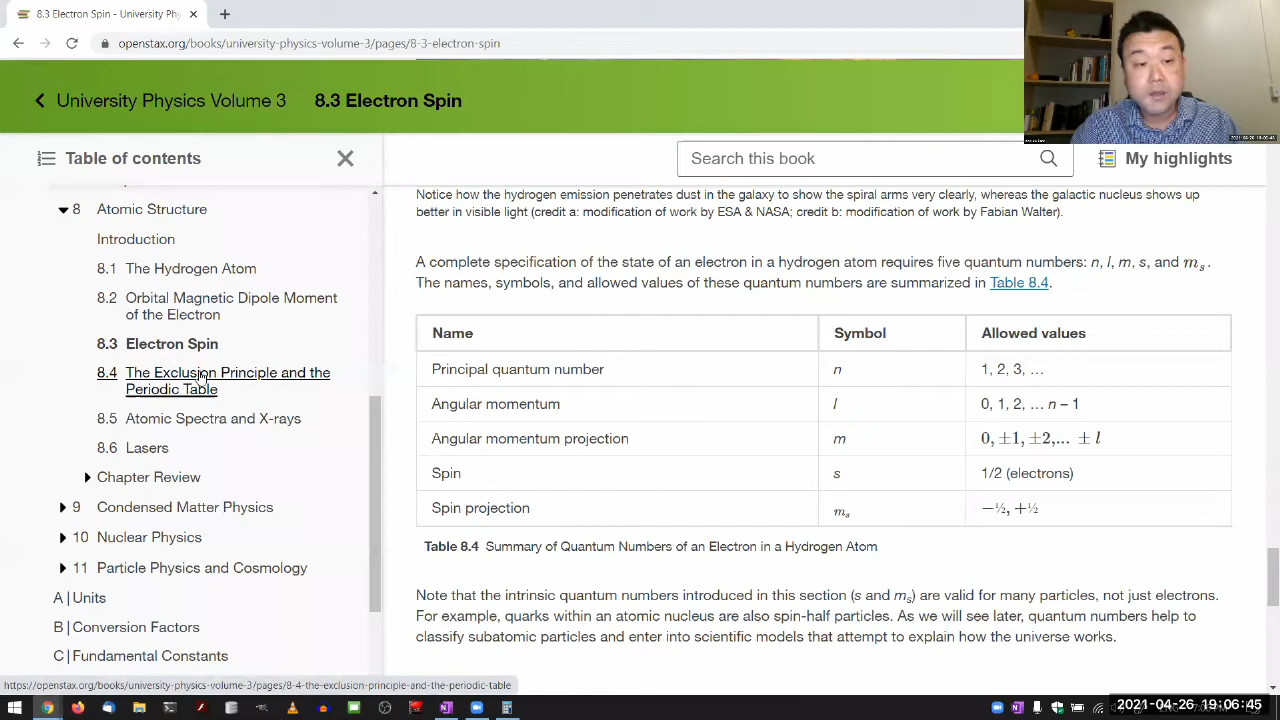 8.3 Electron Spin - University Phy
openstax.org/books/university-physics-volume-3/pages/8-3-electron-spin
University Physics Volume 3
8.3 Electron Spin
Table of contents
Search this book
My highlights
8 Atomic Structure
Introduction
8.1 The Hydrogen Atom
8.2 Orbital Magnetic Dipole Moment
of the Electron
8.3 Electron Spin
8.4 The Exclusion Principle and the
Periodic Table
8.5 Atomic Spectra and X-rays
8.6 Lasers
Chapter Review
9 Condensed Matter Physics
10 Nuclear Physics
11 Particle Physics and Cosmology
A | Units
B | Conversion Factors
C | Fundamental Constants
Notice how the hydrogen emission penetrates dust in the galaxy to show the spiral arms very clearly, whereas the galactic nucleus shows up
better in visible light (credit a: modification of work by ESA & NASA; credit b: modification of work by Fabian Walter).
A complete specification of the state of an electron in a hydrogen atom requires five quantum numbers: n, l, m, s, and mₛ.
The names, symbols, and allowed values of these quantum numbers are summarized in Table 8.4.
Name Symbol Allowed values
Principal quantum number n 1, 2, 3, …
Angular momentum l 0, 1, 2, … n – 1
Angular momentum projection m 0, ±1, ±2,… ± l
Spin s 1/2 (electrons)
Spin projection mₛ −½, +½
Table 8.4 Summary of Quantum Numbers of an Electron in a Hydrogen Atom
Note that the intrinsic quantum numbers introduced in this section (s and mₛ) are valid for many particles, not just electrons.
For example, quarks within an atomic nucleus are also spin-half particles. As we will see later, quantum numbers help to
classify subatomic particles and enter into scientific models that attempt to explain how the universe works.
https://openstax.org/books/university-physics-volume-3/pages/8-4-the-exclusion-principle-and-the-periodic-table
2021-04-26 19:06:45